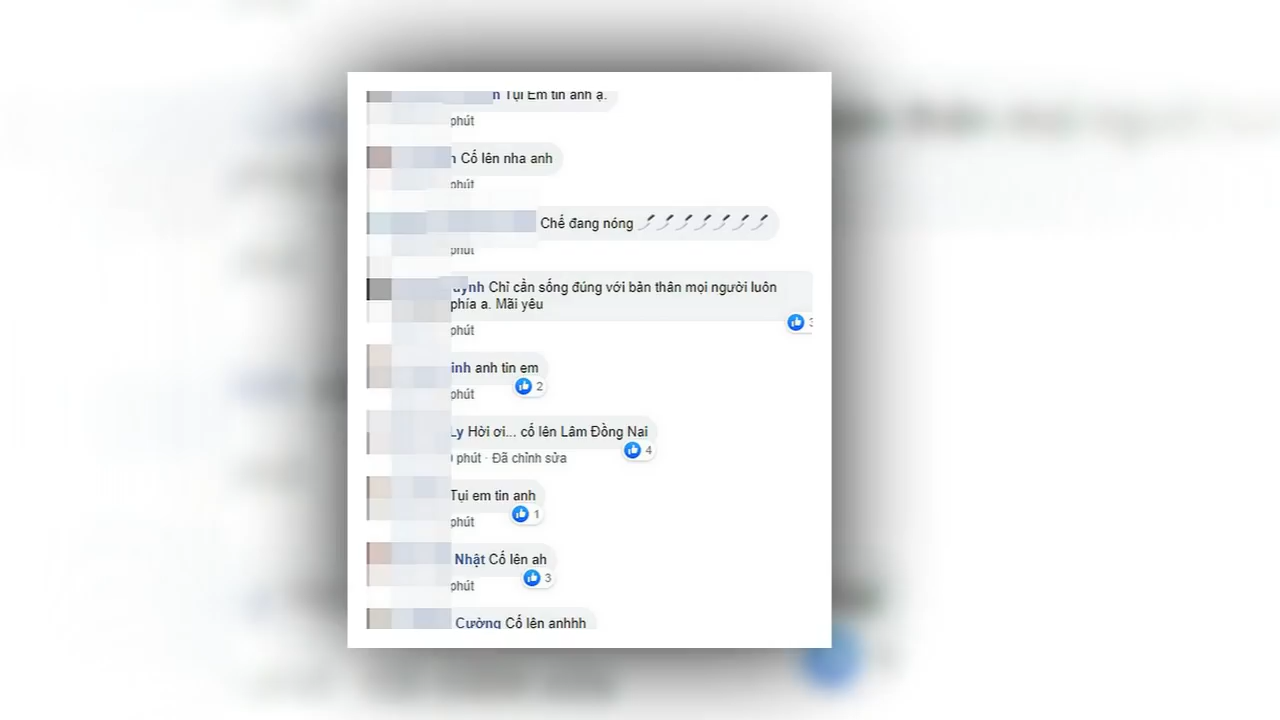 n Tụi Em tin anh ạ.
phút
n Cố lên nha anh
phút
Chế đang nóng
phút
uỳnh Chỉ cần sống đúng với bản thân mọi người luôn
phía a. Mãi yêu
3
phút
inh anh tin em
phút 2
Ly Hời ơi... cố lên Lâm Đồng Nai
phút · Đã chỉnh sửa 4
Tụi em tin anh
phút 1
Nhật Cố lên ah
phút 3
Cường Cố lên anhhh